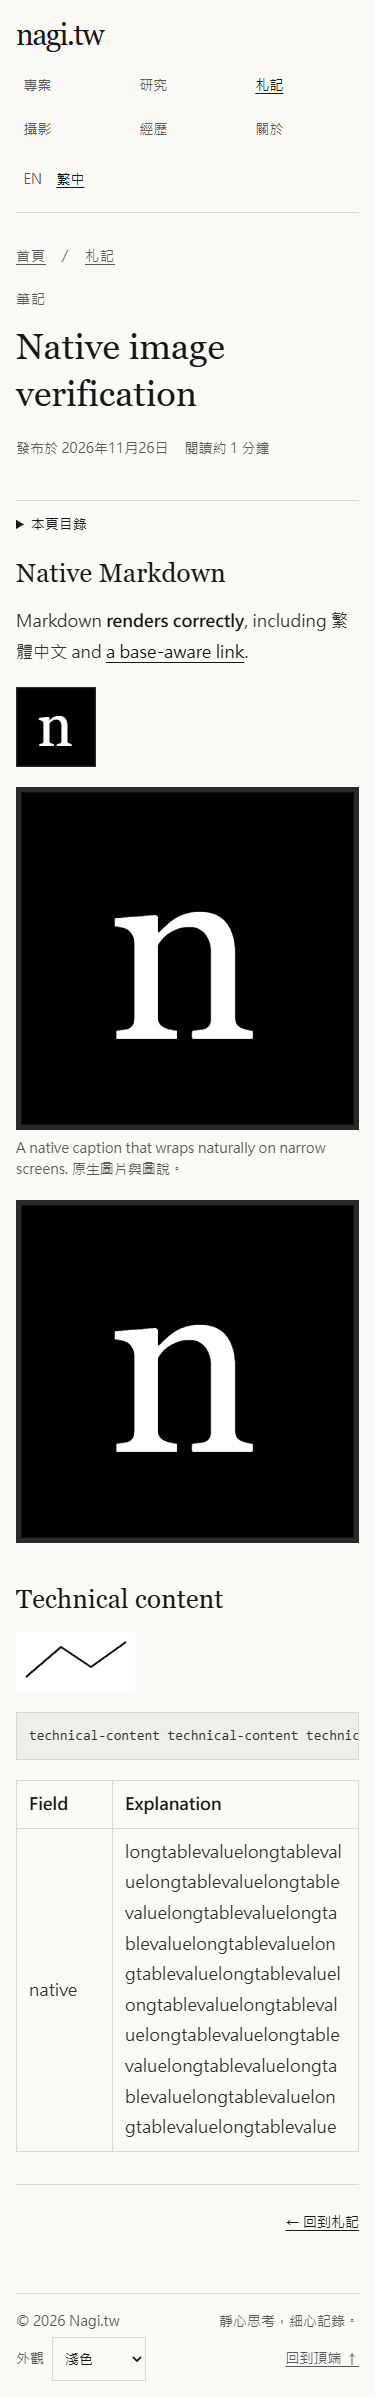 nagi.tw
專案 研究 札記
攝影 經歷 關於
EN 繁中
首頁 / 札記
筆記
Native image
verification
發布於 2026年11月26日 閱讀約 1 分鐘
▶ 本頁目錄
Native Markdown
Markdown renders correctly, including 繁
體中文 and a base-aware link.
n
n
A native caption that wraps naturally on narrow
screens. 原生圖片與圖說。
n
Technical content
technical-content technical-content technic
Field Explanation
native
longtablevaluelongtableval
uelongtablevaluelongtable
valuelongtablevaluelongta
blevaluelongtablevaluelon
gtablevaluelongtablevaluel
ongtablevaluelongtableval
uelongtablevaluelongtable
valuelongtablevaluelongta
blevaluelongtablevaluelon
gtablevaluelongtablevalue
← 回到札記
© 2026 Nagi.tw 靜心思考，細心記錄。
外觀 淺色 回到頂端 ↑